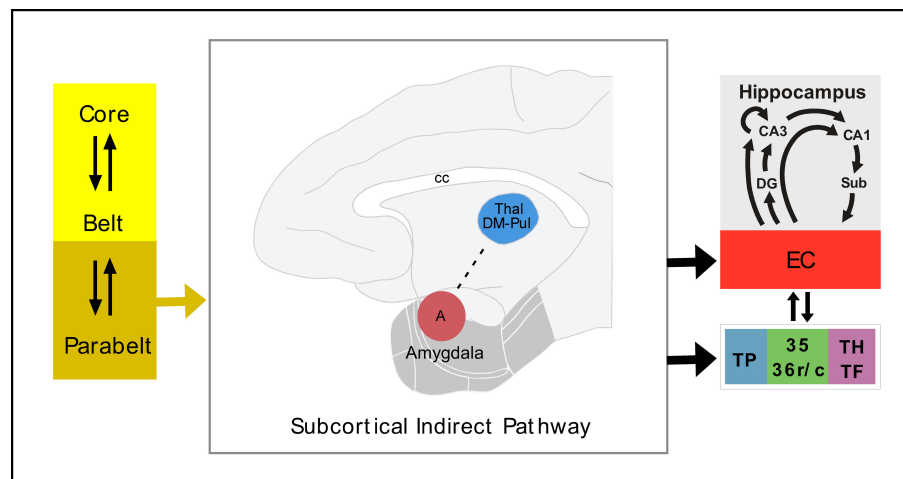 Core
Belt
Parabelt
cc
Thal
DM-Pul
A
Amygdala
Subcortical Indirect Pathway
Hippocampus
CA3
CA1
DG
Sub
EC
TP
35
36r/c
TH
TF